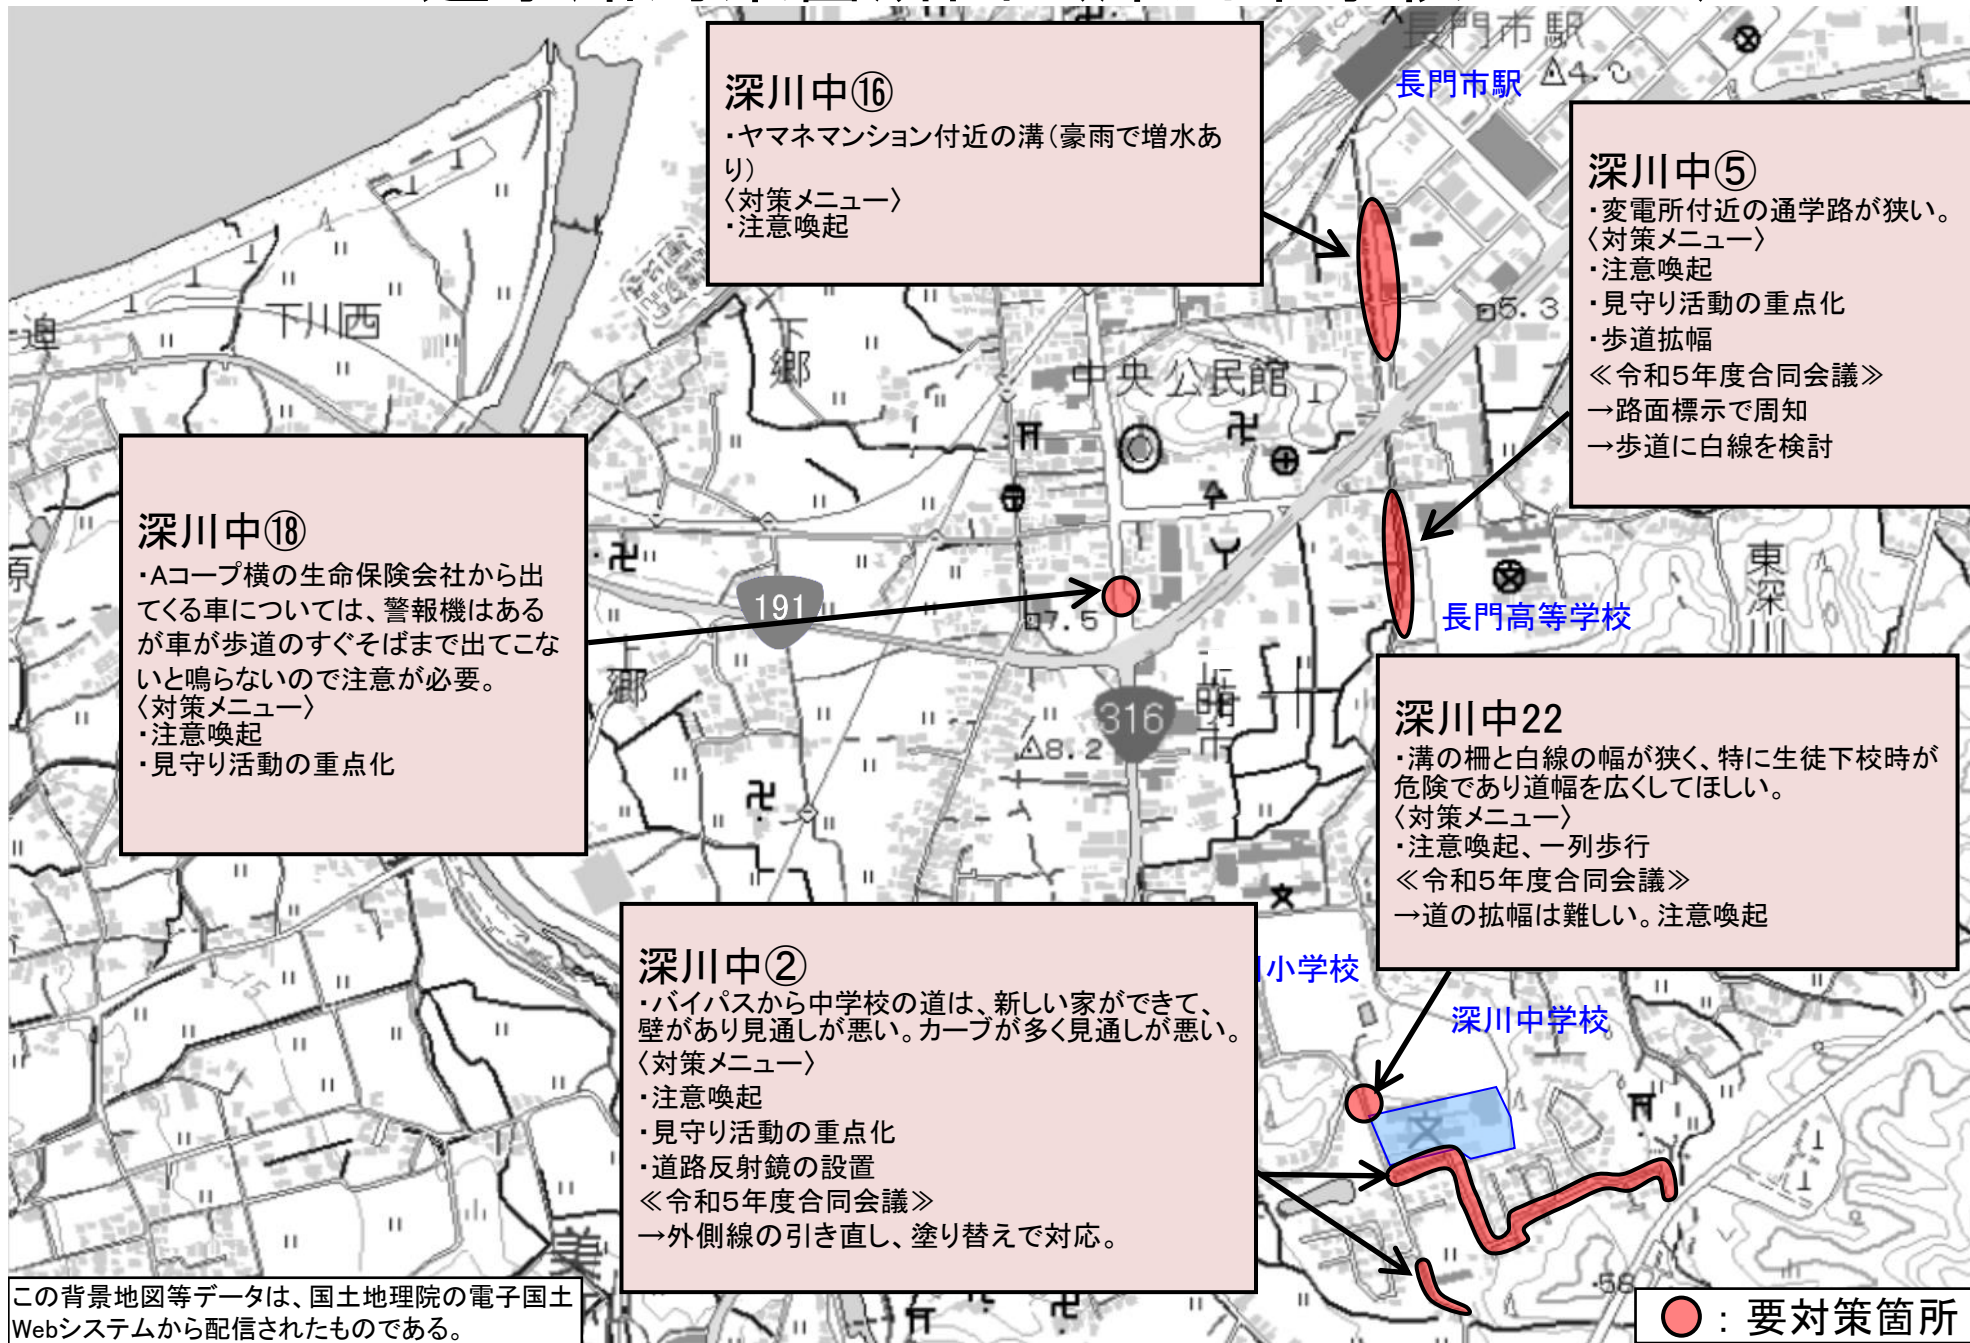 長門市駅
長門市駅
4.0
深川中⑯
・ヤマネマンション付近の溝（豪雨で増水あ
り）
〈対策メニュー〉
・注意喚起
深川中⑤
・変電所付近の通学路が狭い。
〈対策メニュー〉
・注意喚起
・見守り活動の重点化
・歩道拡幅
≪令和５年度合同会議≫
→路面標示で周知
→歩道に白線を検討
下川西
下郷
5.3
中央公民館
深川中⑱
・Aコープ横の生命保険会社から出
てくる車については、警報機はある
が車が歩道のすぐそばまで出てこな
いと鳴らないので注意が必要。
〈対策メニュー〉
・注意喚起
・見守り活動の重点化
191
7.5
長門高等学校
東深川
上郷
316
8.2
深川中22
・溝の柵と白線の幅が狭く、特に生徒下校時が
危険であり道幅を広くしてほしい。
〈対策メニュー〉
・注意喚起、一列歩行
≪令和５年度合同会議≫
→道の拡幅は難しい。注意喚起
深川中②
・バイパスから中学校の道は、新しい家ができて、
壁があり見通しが悪い。カーブが多く見通しが悪い。
〈対策メニュー〉
・注意喚起
・見守り活動の重点化
・道路反射鏡の設置
≪令和５年度合同会議≫
→外側線の引き直し、塗り替えで対応。
小学校
深川中学校
58
この背景地図等データは、国土地理院の電子国土
Webシステムから配信されたものである。
：要対策箇所